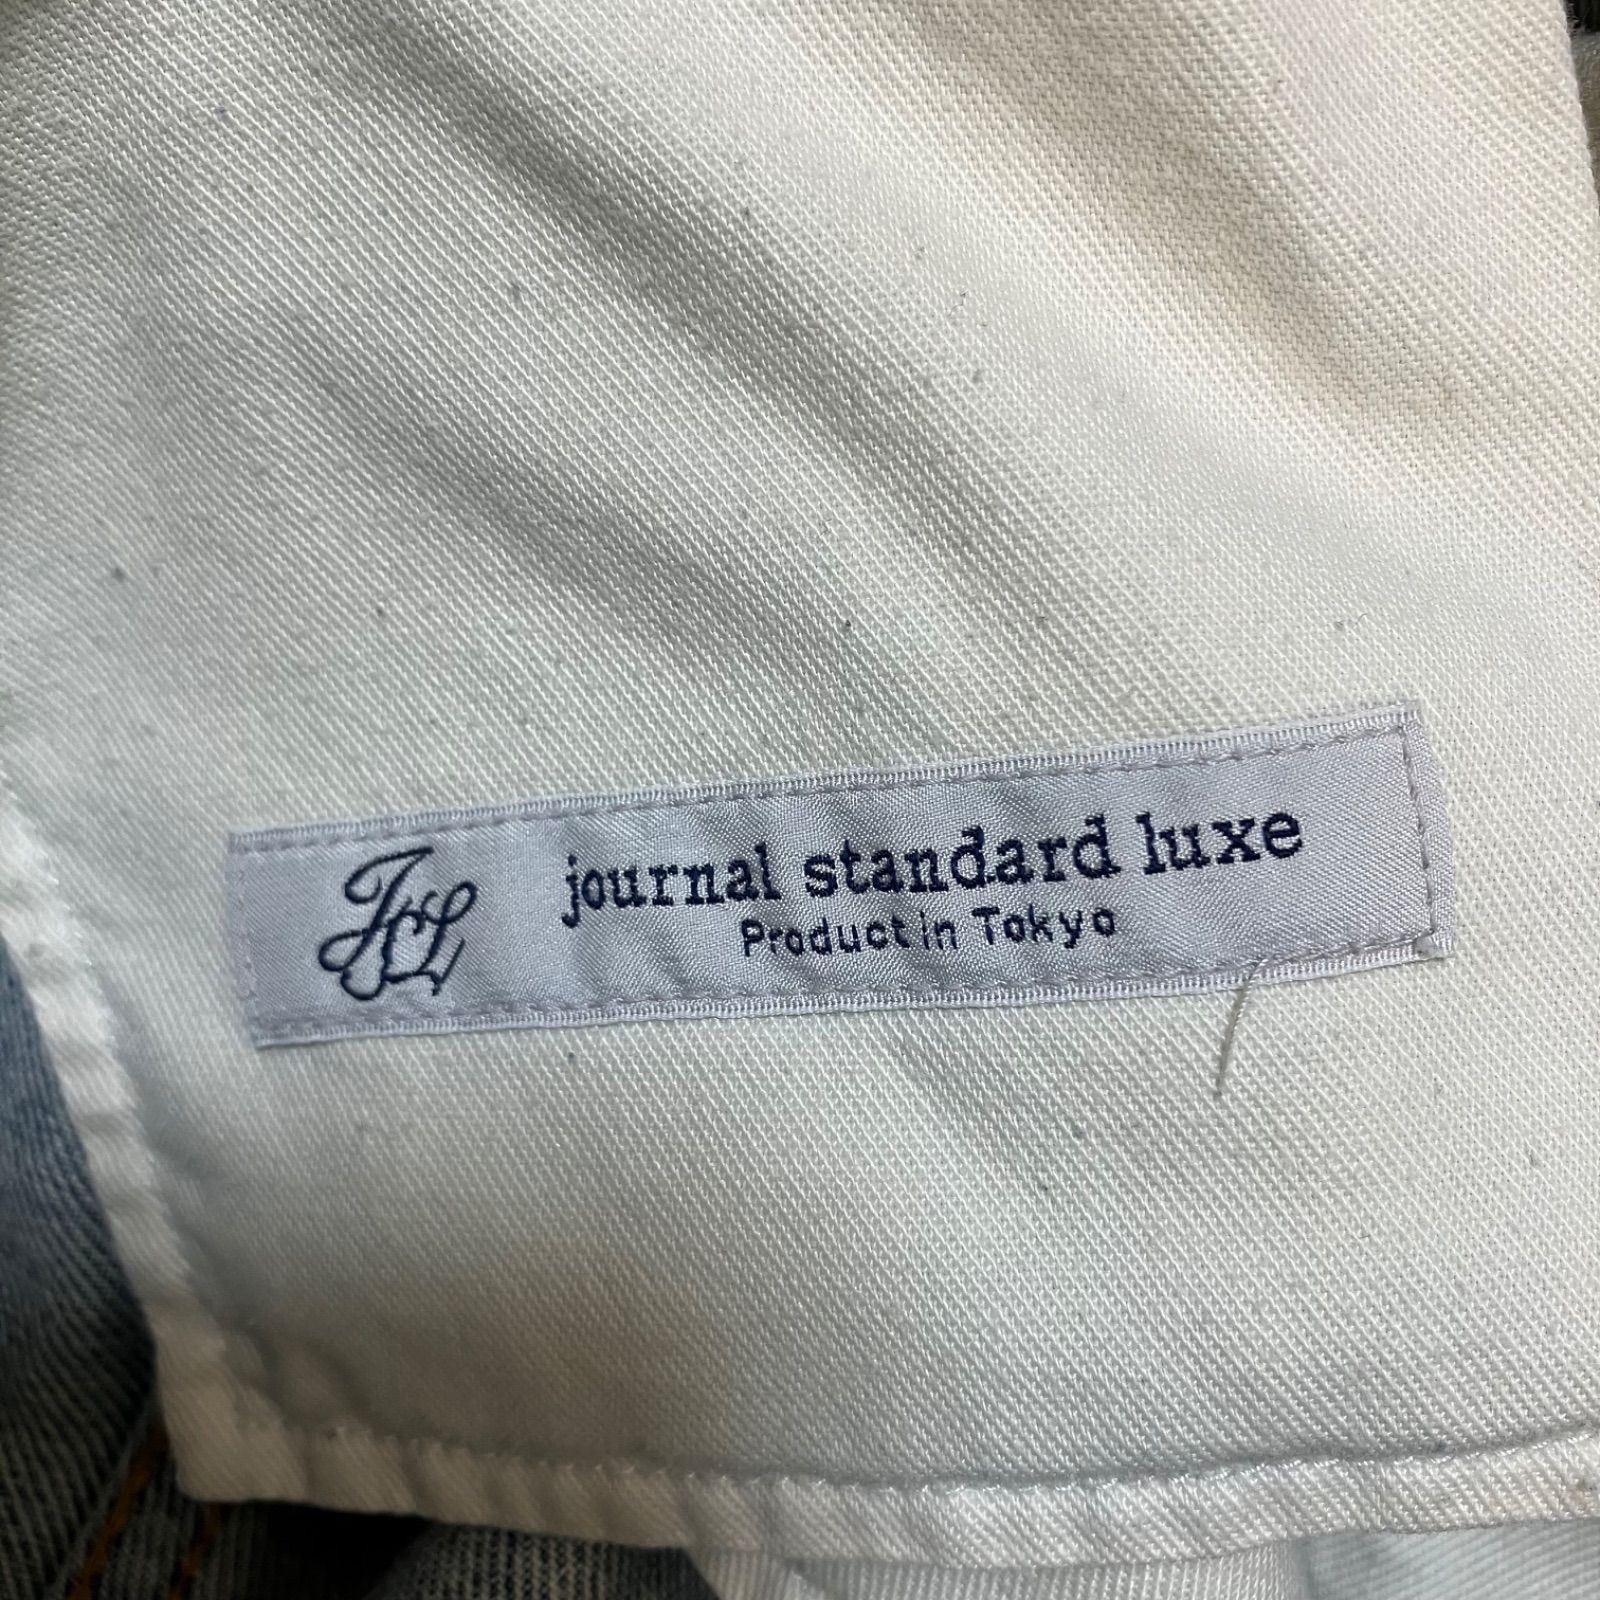 JSL
journal standard luxe
Product in Tokyo